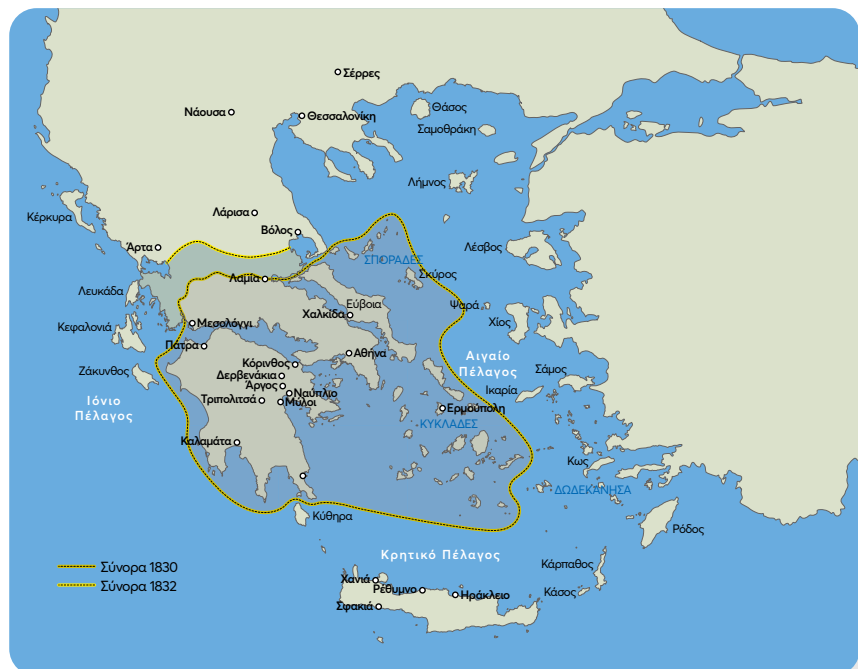 Σέρρες
Νάουσα
Θεσσαλονίκη
Θάσος
Σαμοθράκη
Λήμνος
Κέρκυρα
Λάρισα
Βόλος
Άρτα
Λέσβος
ΣΠΟΡΑΔΕΣ
Λαμία
Σκύρος
Λευκάδα
Εύβοια
Ψαρά
Χαλκίδα
Μεσολόγγι
Χίος
Κεφαλονιά
Πάτρα
Αθήνα
Αιγαίο
Πέλαγος
Κόρινθος
Ζάκυνθος
Δερβενάκια
Σάμος
Άργος
Ικαρία
Ναύπλιο
Τριπολιτσά
Μύλοι
Ιόνιο
Πέλαγος
Ερμούπολη
ΚΥΚΛΑΔΕΣ
Καλαμάτα
Κως
ΔΩΔΕΚΑΝΗΣΑ
Κύθηρα
Ρόδος
Κρητικό Πέλαγος
Κάρπαθος
Σύνορα 1830
Χανιά
Σύνορα 1832
Ρέθυμνο
Ηράκλειο
Κάσος
Σφακιά